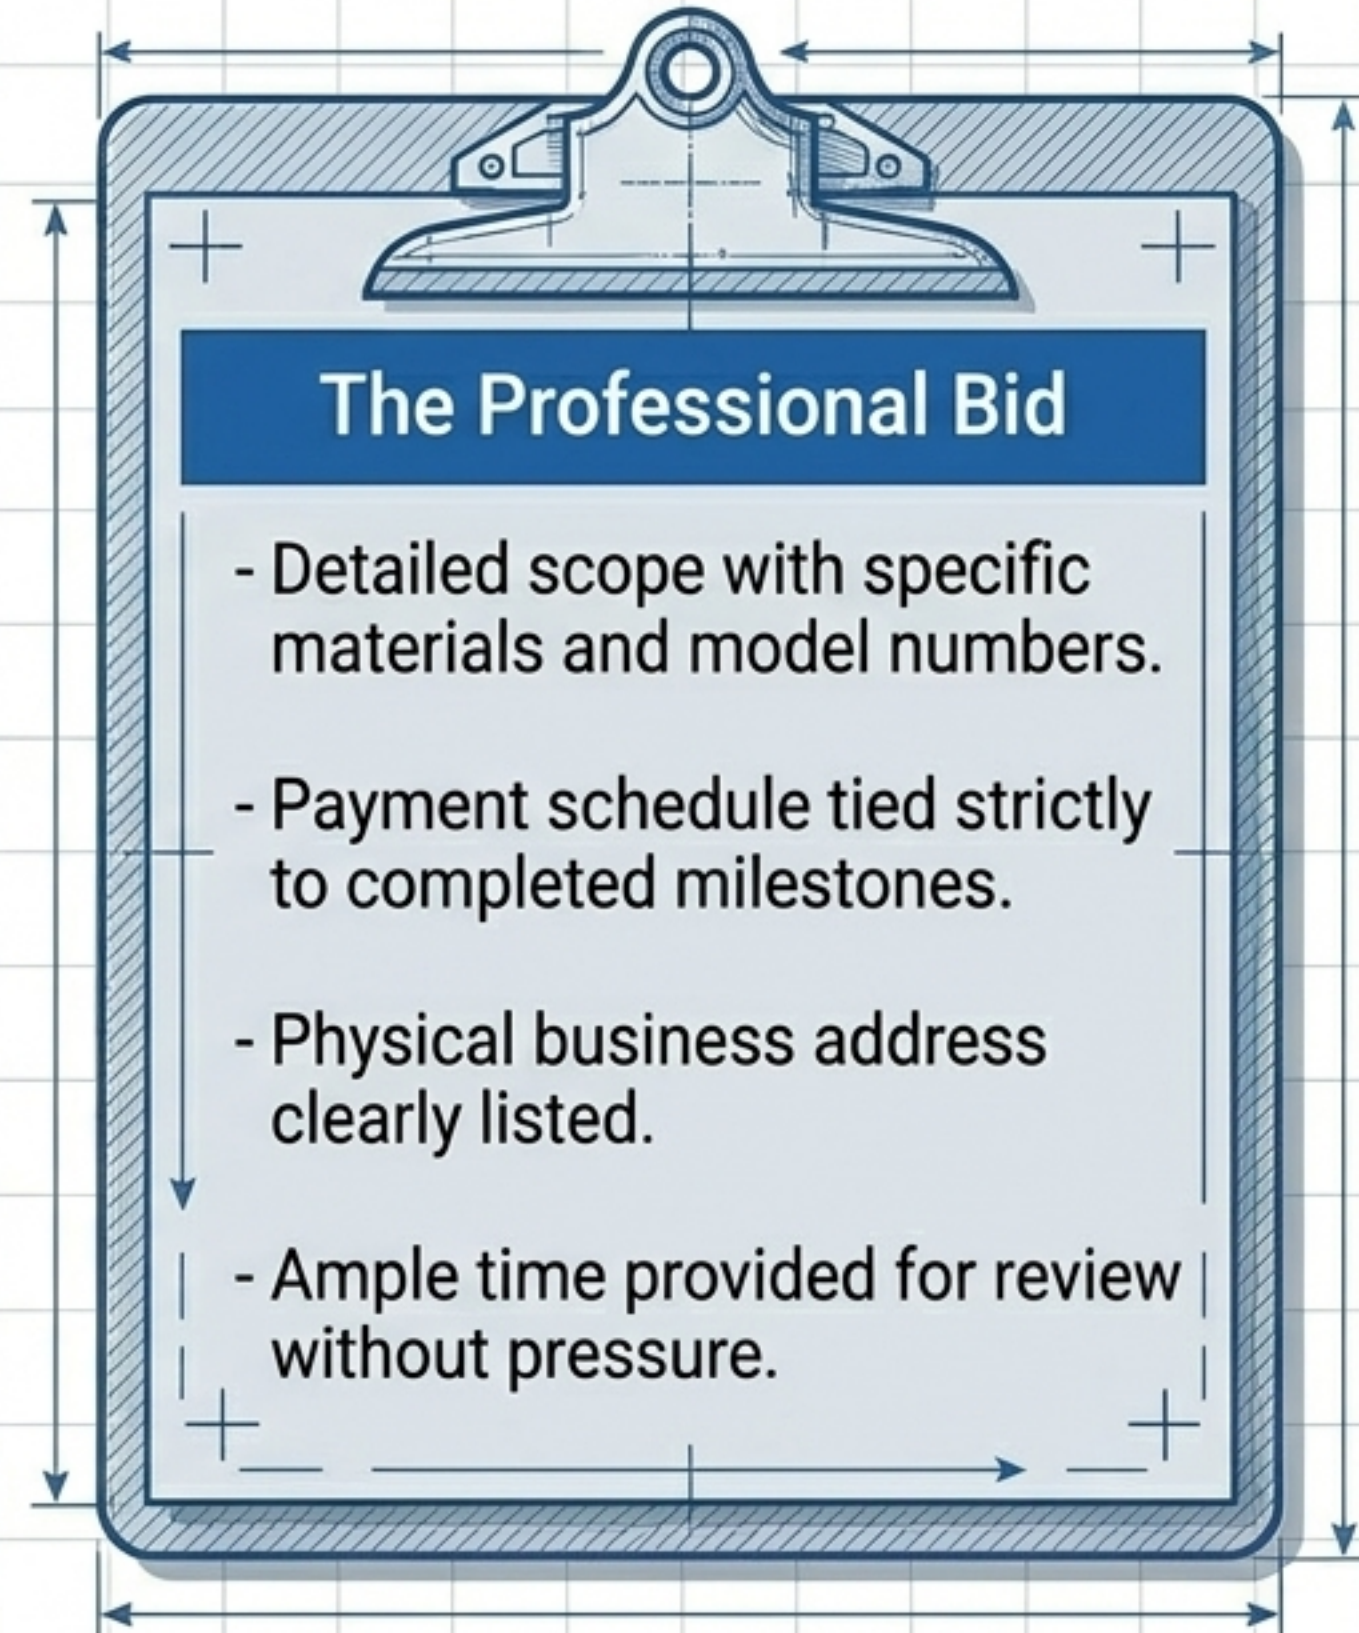 The Professional Bid
- Detailed scope with specific
materials and model numbers.
- Payment schedule tied strictly
to completed milestones.
- Physical business address
clearly listed.
- Ample time provided for review
without pressure.